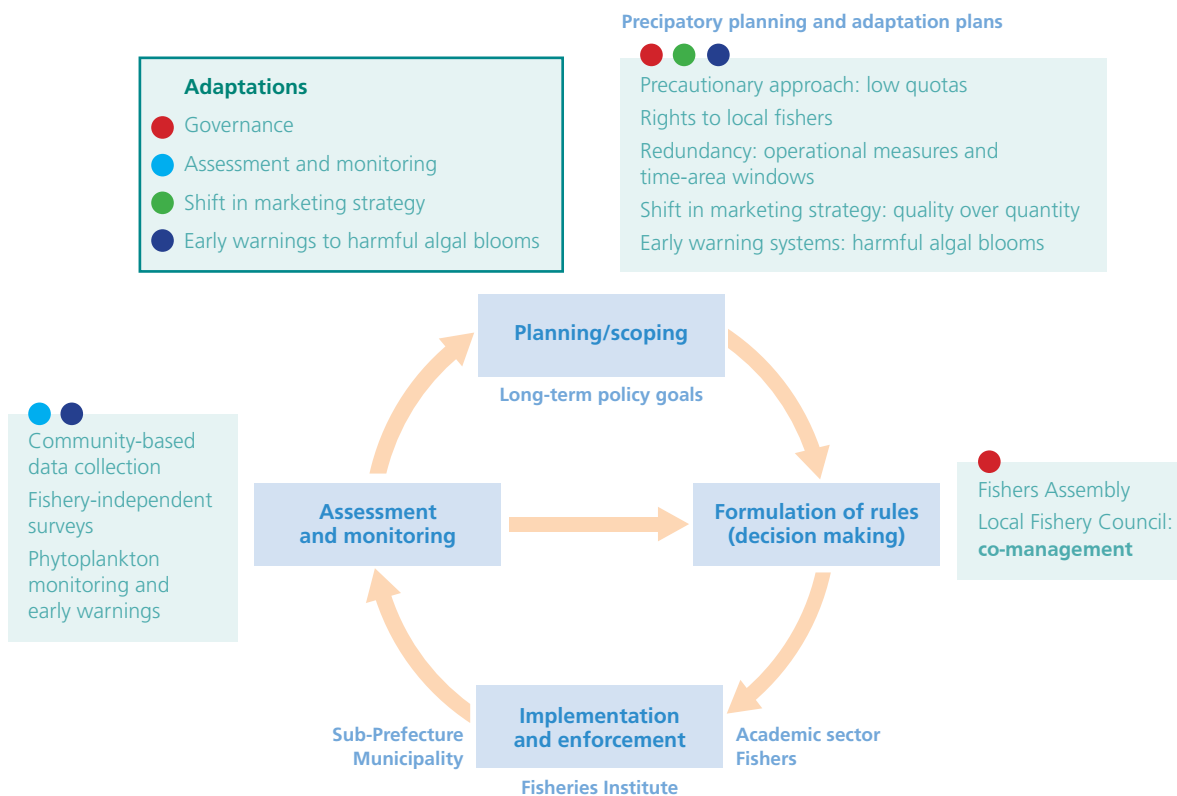 Precipatory planning and adaptation plans
Adaptations
Governance
Assessment and monitoring
Shift in marketing strategy
Early warnings to harmful algal blooms
Precautionary approach: low quotas
Rights to local fishers
Redundancy: operational measures and
time-area windows
Shift in marketing strategy: quality over quantity
Early warning systems: harmful algal blooms
Planning/scoping
Long-term policy goals
Community-based
data collection
Fishery-independent
surveys
Phytoplankton
monitoring and
early warnings
Assessment
and monitoring
Formulation of rules
(decision making)
Fishers Assembly
Local Fishery Council:
co-management
Implementation
and enforcement
Sub-Prefecture
Municipality
Academic sector
Fishers
Fisheries Institute